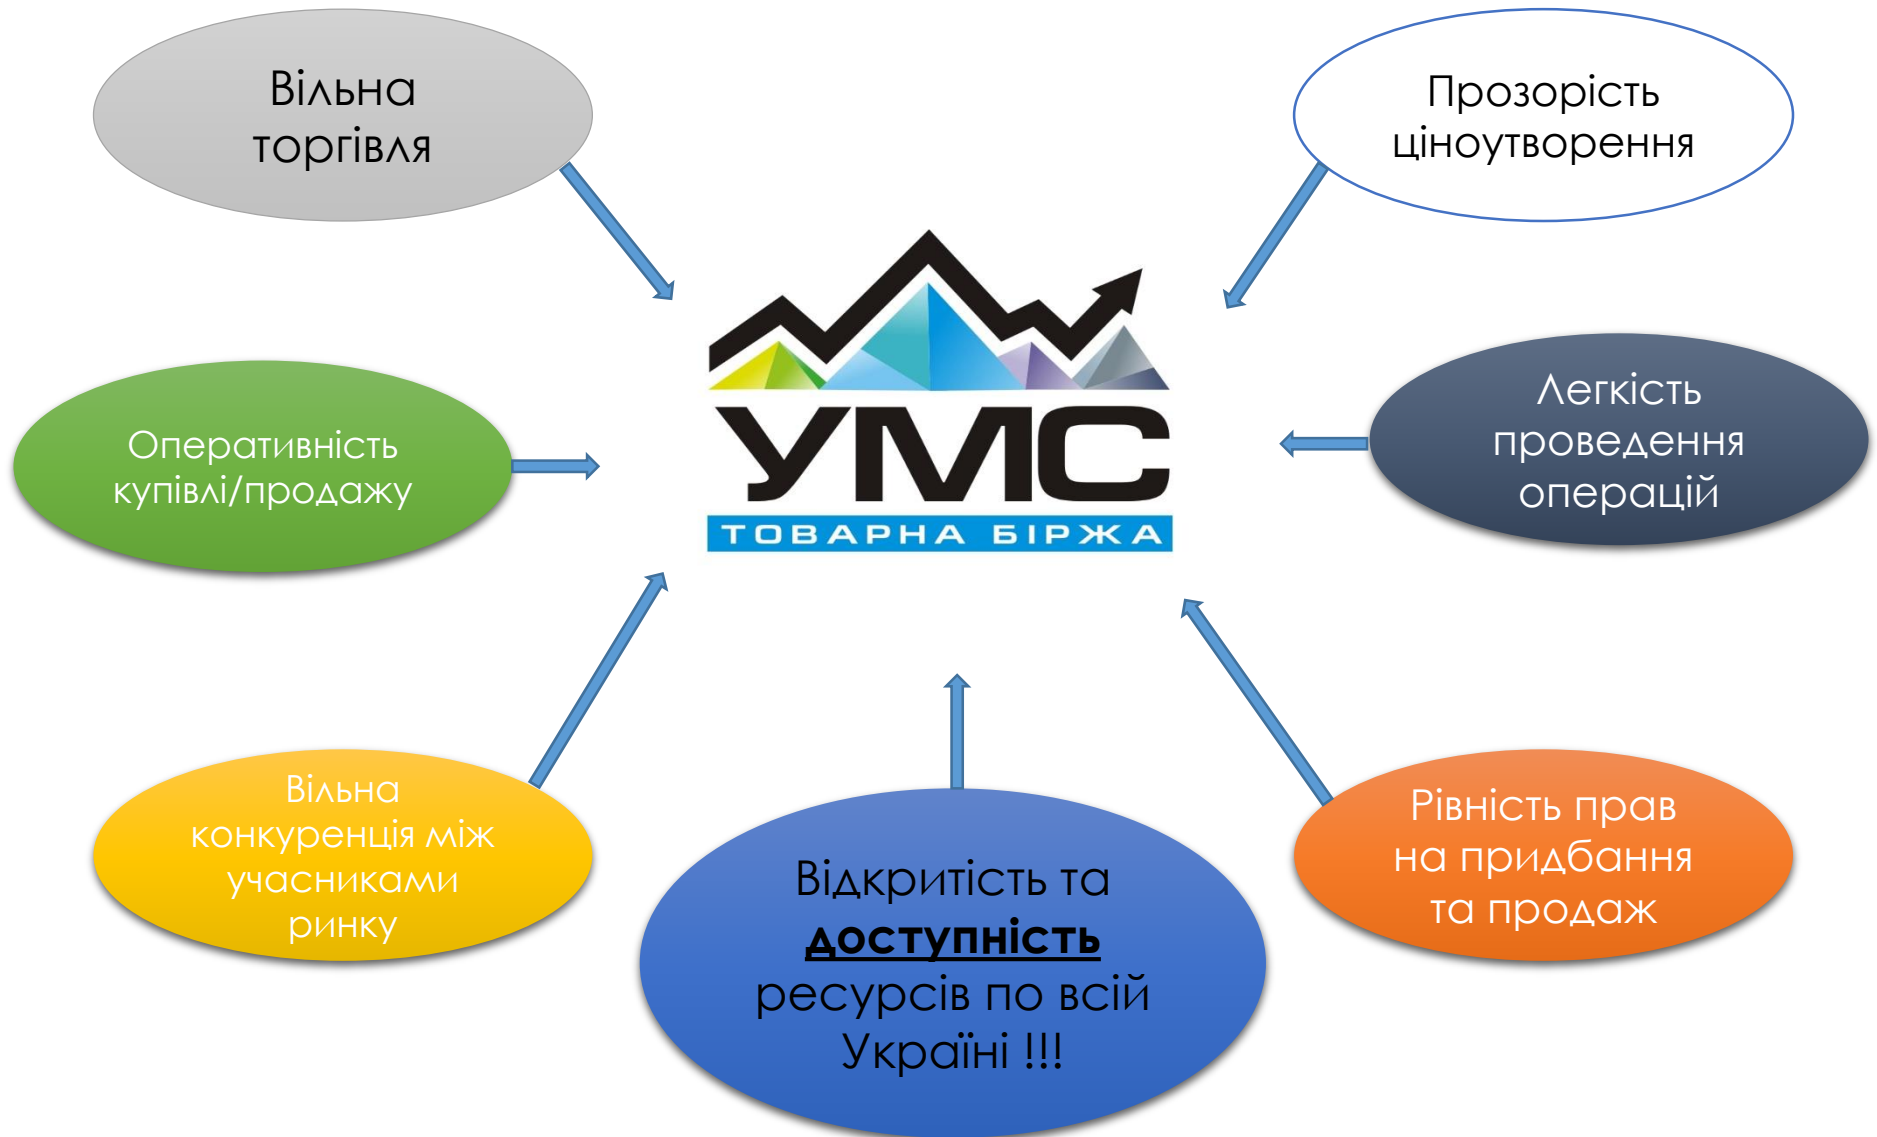 Вільна
торгівля
Прозорість
ціноутворення
УМС
ТОВАРНА БІРЖА
Оперативність
купівлі/продажу
Легкість
проведення
операцій
Вільна
конкуренція між
учасниками
ринку
Відкритість та
доступність
ресурсів по всій
Україні !!!
Рівність прав
на придбання
та продаж